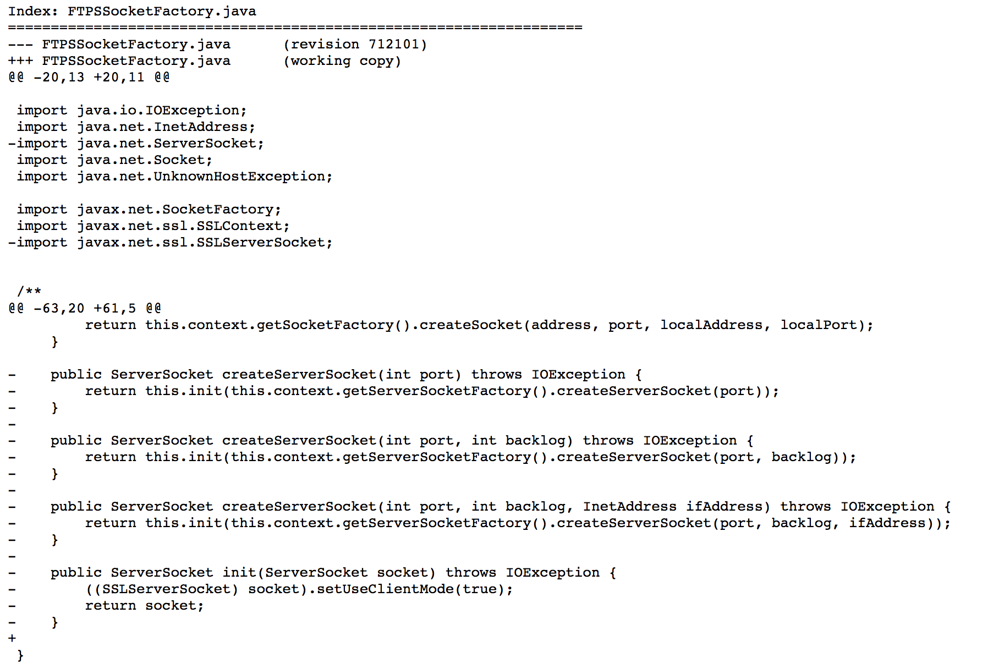 Index: FTPSSocketFactory.java
===================================================================
--- FTPSSocketFactory.java      (revision 712101)
+++ FTPSSocketFactory.java      (working copy)
@@ -20,13 +20,11 @@

 import java.io.IOException;
 import java.net.InetAddress;
-import java.net.ServerSocket;
 import java.net.Socket;
 import java.net.UnknownHostException;

 import javax.net.SocketFactory;
 import javax.net.ssl.SSLContext;
-import javax.net.ssl.SSLServerSocket;


 /**
@@ -63,20 +61,5 @@
         return this.context.getSocketFactory().createSocket(address, port, localAddress, localPort);
     }

-    public ServerSocket createServerSocket(int port) throws IOException {
-        return this.init(this.context.getServerSocketFactory().createServerSocket(port));
-    }
-
-    public ServerSocket createServerSocket(int port, int backlog) throws IOException {
-        return this.init(this.context.getServerSocketFactory().createServerSocket(port, backlog));
-    }
-
-    public ServerSocket createServerSocket(int port, int backlog, InetAddress ifAddress) throws IOException {
-        return this.init(this.context.getServerSocketFactory().createServerSocket(port, backlog, ifAddress));
-    }
-
-    public ServerSocket init(ServerSocket socket) throws IOException {
-        ((SSLServerSocket) socket).setUseClientMode(true);
-        return socket;
-    }
+
 }